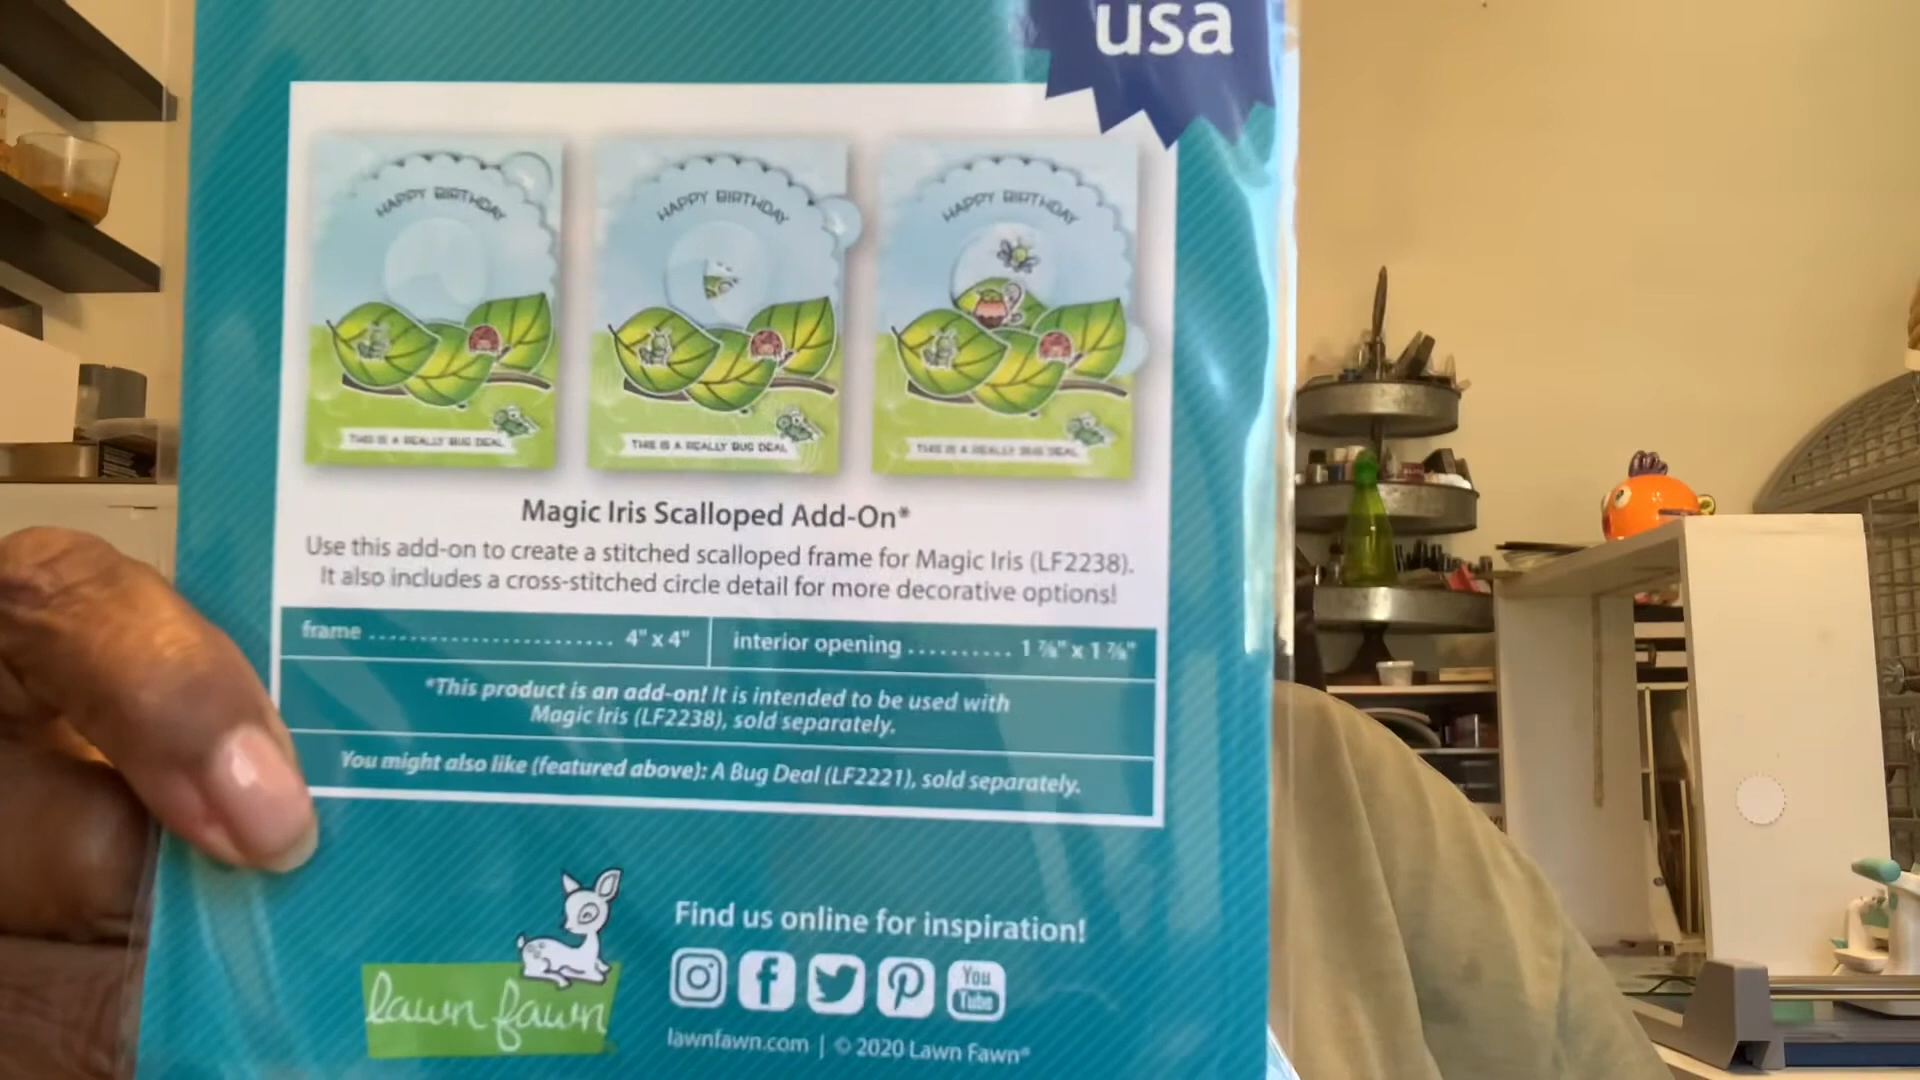 usa
HAPPY BIRTHDAY
THIS IS A REALLY BUG DEAL
HAPPY BIRTHDAY
THIS IS A REALLY BUG DEAL
HAPPY BIRTHDAY
THIS IS A REALLY BUG DEAL
Magic Iris Scalloped Add-On*
Use this add-on to create a stitched scalloped frame for Magic Iris (LF2238).
It also includes a cross-stitched circle detail for more decorative options!
frame ........................ 4" x 4"
interior opening .......... 1 ⅞" x 1 ⅞"
*This product is an add-on! It is intended to be used with
Magic Iris (LF2238), sold separately.
You might also like (featured above): A Bug Deal (LF2221), sold separately.
lawn fawn
Find us online for inspiration!
You
Tube
lawnfawn.com | © 2020 Lawn Fawn®